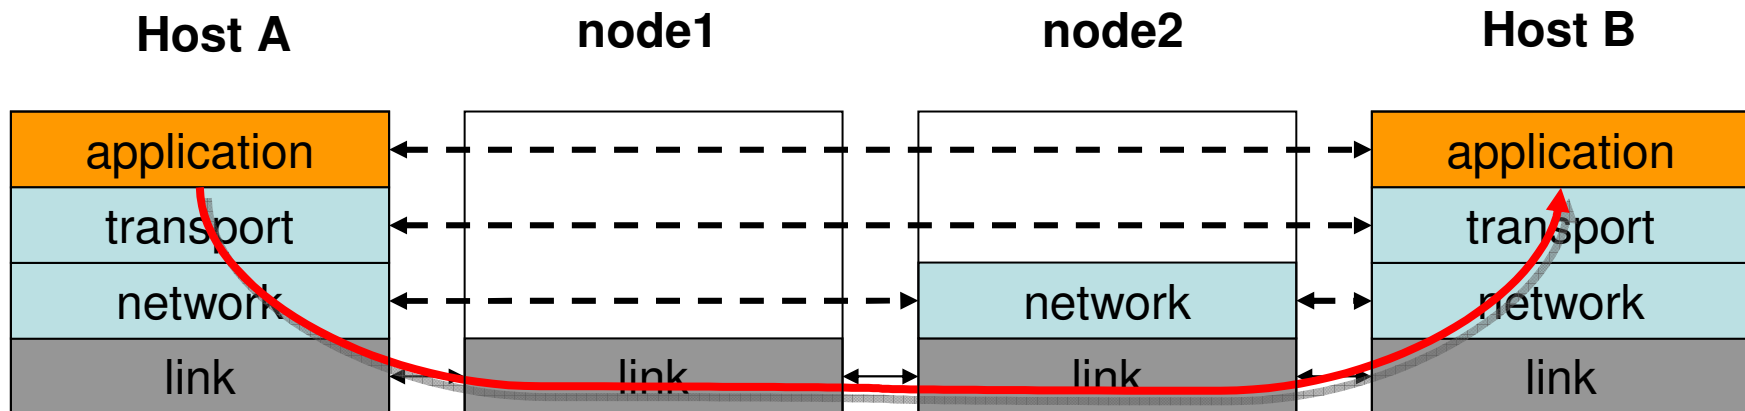 Host A
node1
node2
Host B
application
application
transport
transport
network
network
network
link
link
link
link